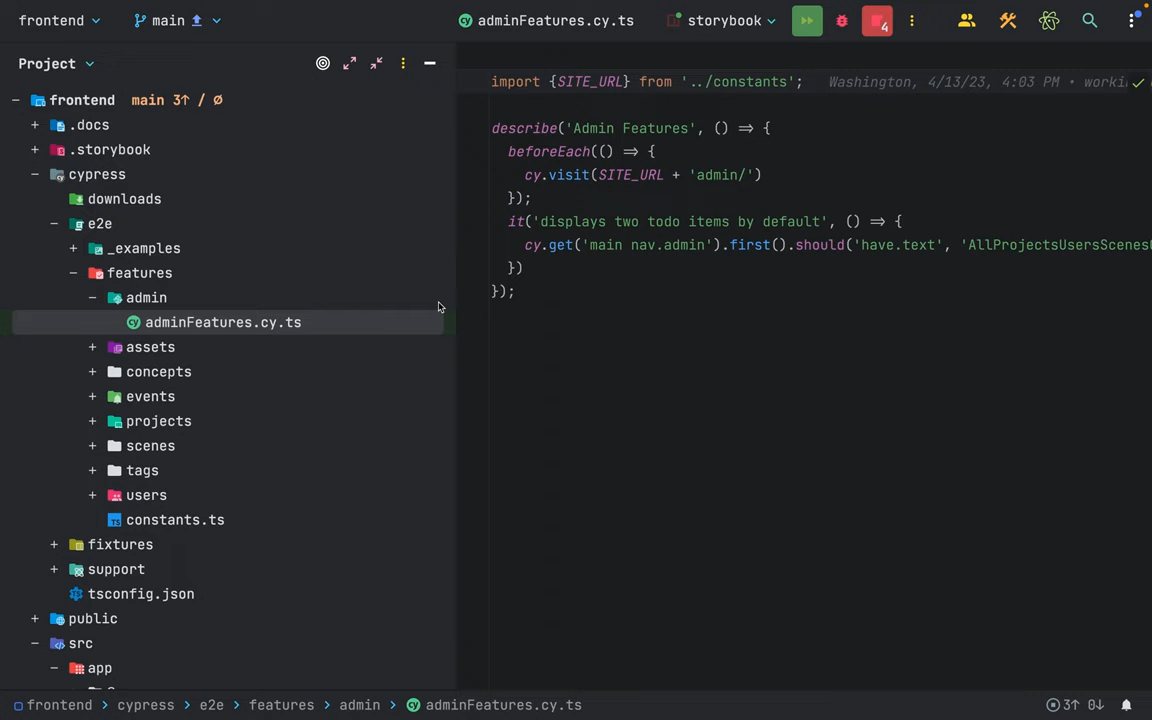 frontend main adminFeatures.cy.ts storybook 4
Project
frontend main 3↑ / Ø
.docs
.storybook
cypress
downloads
e2e
_examples
features
admin
adminFeatures.cy.ts
assets
concepts
events
projects
scenes
tags
users
constants.ts
fixtures
support
tsconfig.json
public
src
app
import {SITE_URL} from '../constants'; Washington, 4/13/23, 4:03 PM •
describe('Admin Features', () => {
beforeEach(() => {
cy.visit(SITE_URL + 'admin/')
});
it('displays two todo items by default', () => {
cy.get('main nav.admin').first().should('have.text', 'AllProjectsUsersScenes
})
});
frontend > cypress > e2e > features > admin > adminFeatures.cy.ts 3↑ 0↓